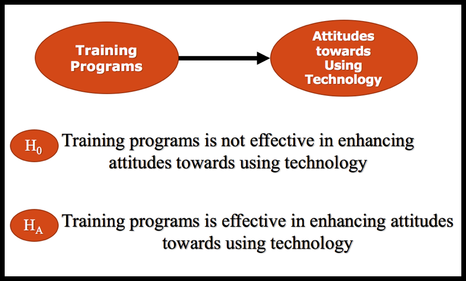 Training
Programs
Attitudes
towards
Using
Technology
H0 Training programs is not effective in enhancing
attitudes towards using technology
HA Training programs is effective in enhancing attitudes
towards using technology